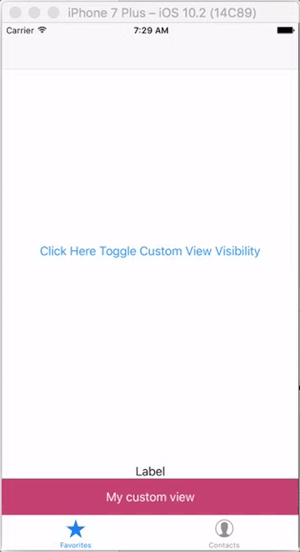 iPhone 7 Plus – iOS 10.2 (14C89)
Carrier 7:29 AM
Click Here Toggle Custom View Visibility
Label
My custom view
Favorites Contacts